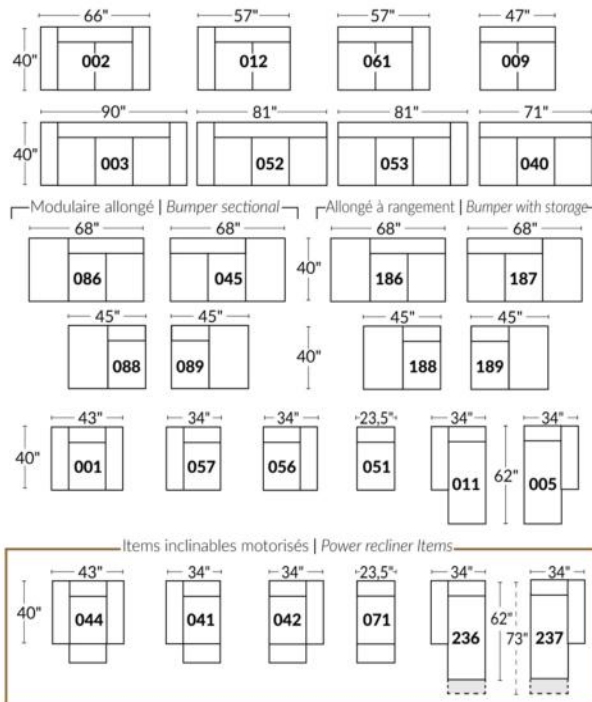 66" 57" 57" 47"
40" 002 012 061 009
90" 81" 81" 71"
40" 003 052 053 040
Modulaire allongé | Bumper sectional Allongé à rangement | Bumper with storage
68" 68" 68" 68"
086 045 40" 186 187
45" 45" 45" 45"
088 089 40" 188 189
43" 34" 34" 23,5" 34" 34"
40" 001 057 056 051 011 62" 005
Items inclinables motorisés | Power recliner Items
43" 34" 34" 23,5" 34" 34"
40" 044 041 042 071 236 62" 73" 237